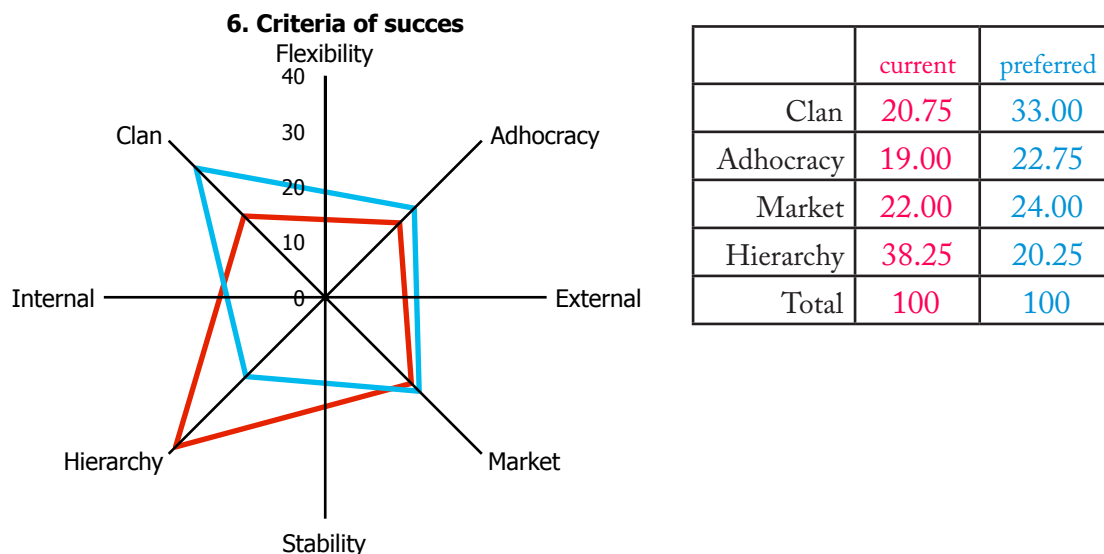 6. Criteria of succes
Flexibility
40
30
20
10
0
Clan
Adhocracy
Internal
External
Hierarchy
Market
Stability
current preferred
Clan 20.75 33.00
Adhocracy 19.00 22.75
Market 22.00 24.00
Hierarchy 38.25 20.25
Total 100 100